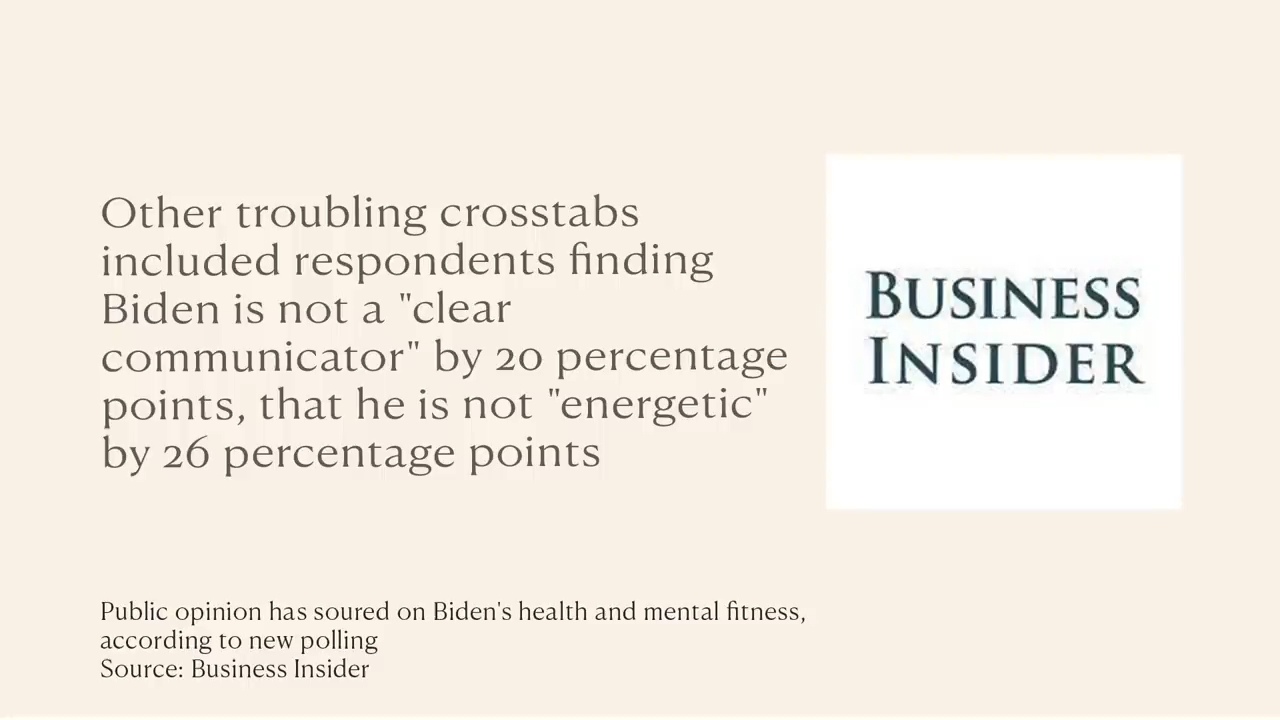 Other troubling crosstabs
included respondents finding
Biden is not a "clear
communicator" by 20 percentage
points, that he is not "energetic"
by 26 percentage points
BUSINESS
INSIDER
Public opinion has soured on Biden's health and mental fitness,
according to new polling
Source: Business Insider